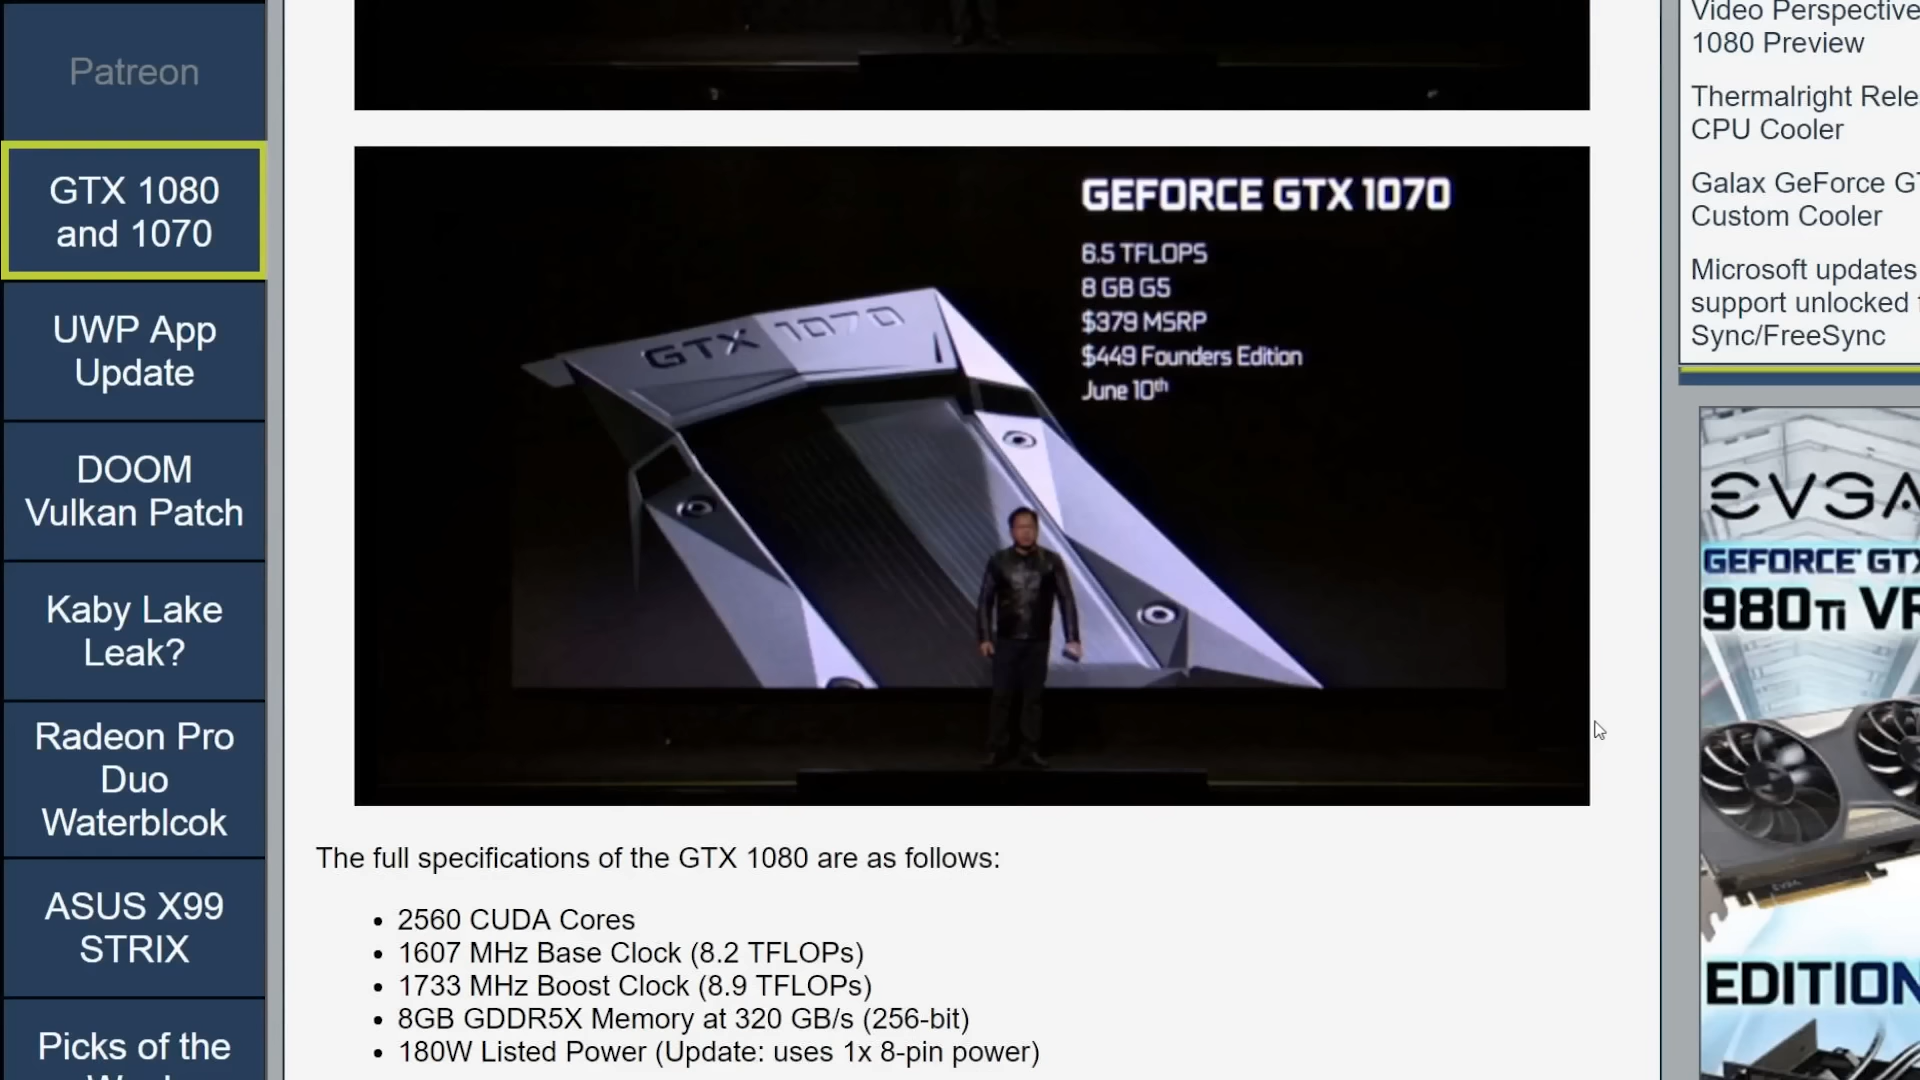 Patreon
GTX 1080
and 1070
UWP App
Update
DOOM
Vulkan Patch
Kaby Lake
Leak?
Radeon Pro
Duo
Waterblcok
ASUS X99
STRIX
Picks of the
GEFORCE GTX 1070
6.5 TFLOPS
8 GB G5
$379 MSRP
$449 Founders Edition
June 10th
GTX 1070
The full specifications of the GTX 1080 are as follows:
• 2560 CUDA Cores
• 1607 MHz Base Clock (8.2 TFLOPs)
• 1733 MHz Boost Clock (8.9 TFLOPs)
• 8GB GDDR5X Memory at 320 GB/s (256-bit)
• 180W Listed Power (Update: uses 1x 8-pin power)
Video Perspective
1080 Preview
Thermalright Rele
CPU Cooler
Galax GeForce G
Custom Cooler
Microsoft updates
support unlocked
Sync/FreeSync
EVGA
GEFORCE GTX
980Ti VR
EVGA
EDITION